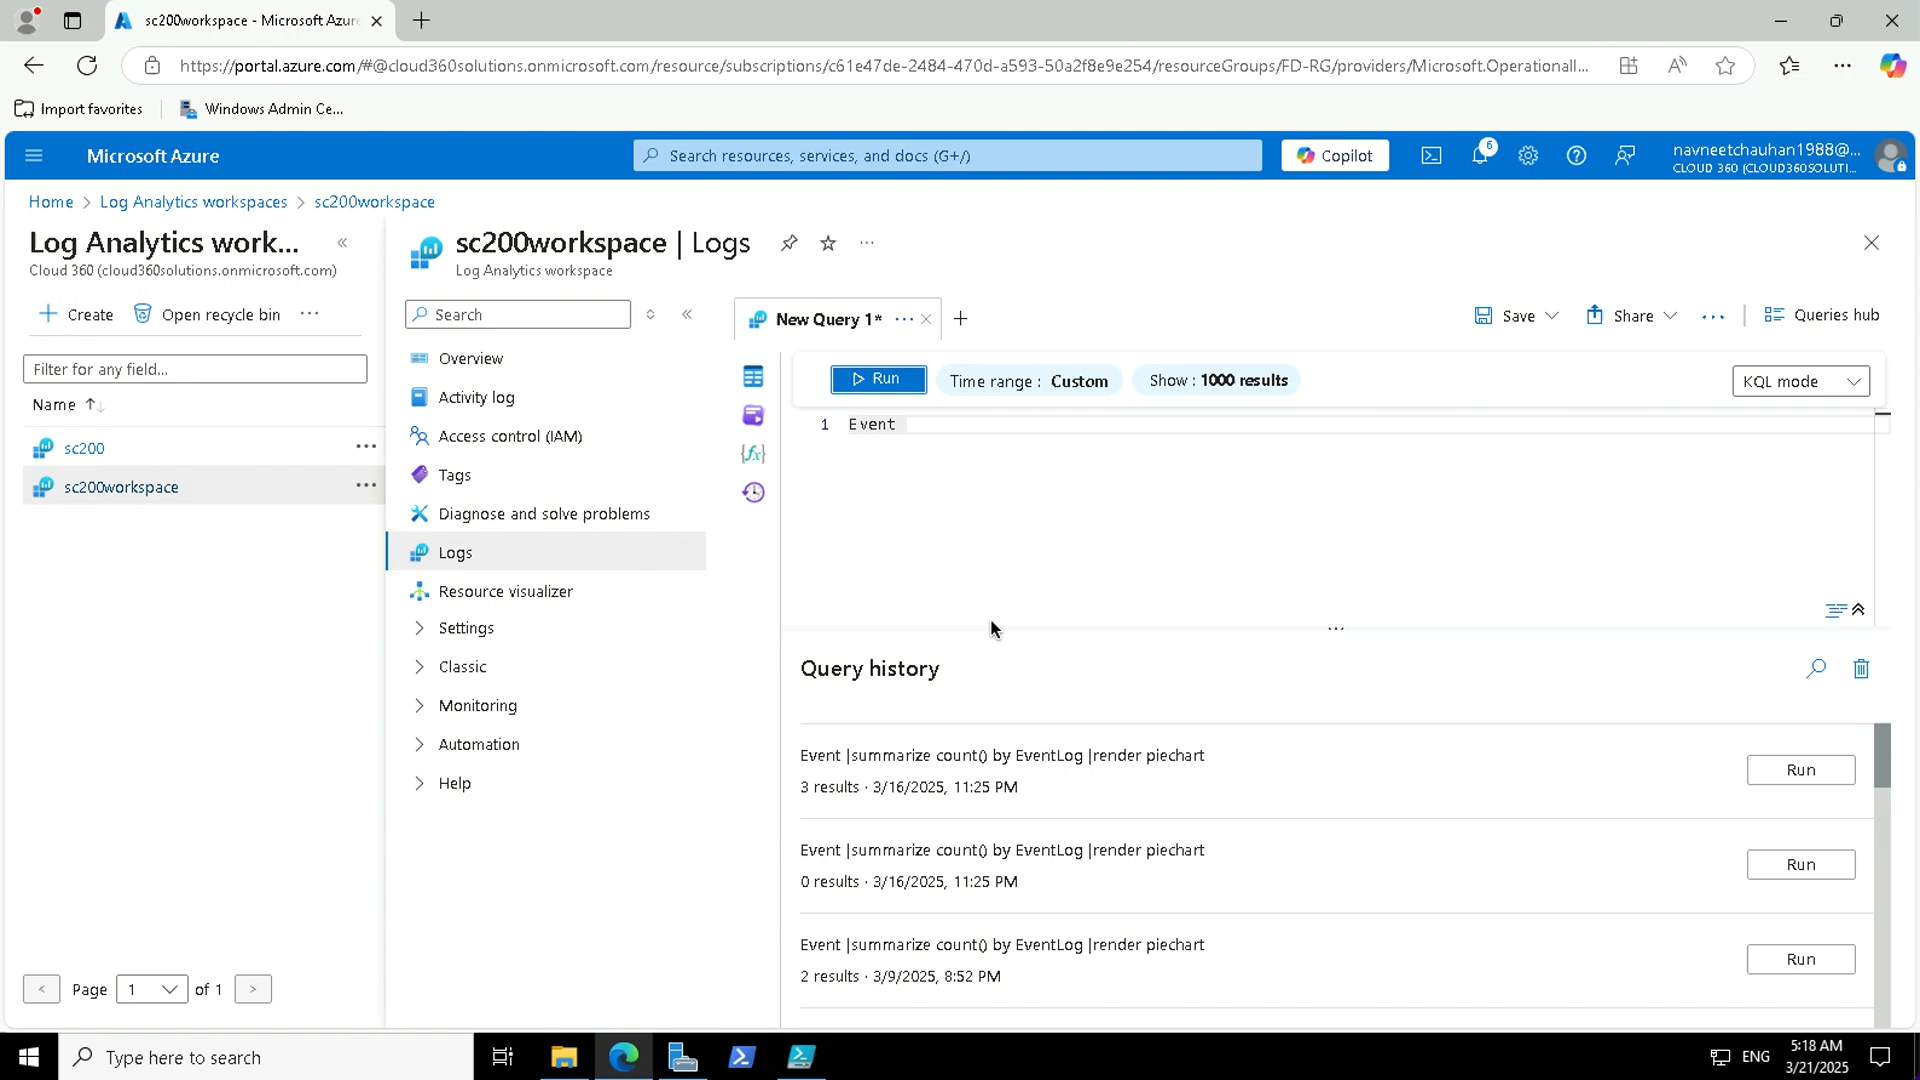 sc200workspace - Microsoft Azure
https://portal.azure.com/#@cloud360solutions.onmicrosoft.com/resource/subscriptions/c61e47de-2484-470d-a593-50a2f8e9e254/resourceGroups/FD-RG/providers/Microsoft.Operationall...
Import favorites
Windows Admin Ce...
Microsoft Azure
Search resources, services, and docs (G+/)
Copilot
6
navneetchauhan1988@...
CLOUD 360 (CLOUD360SOLUTI...
Home > Log Analytics workspaces > sc200workspace
Log Analytics work...
Cloud 360 (cloud360solutions.onmicrosoft.com)
Create
Open recycle bin
Filter for any field...
Name
sc200
sc200workspace
Page 1 of 1
sc200workspace | Logs
Log Analytics workspace
Search
Overview
Activity log
Access control (IAM)
Tags
Diagnose and solve problems
Logs
Resource visualizer
Settings
Classic
Monitoring
Automation
Help
New Query 1*
Save
Share
Queries hub
Run
Time range : Custom
Show : 1000 results
KQL mode
1 Event
Query history
Event |summarize count() by EventLog |render piechart
3 results · 3/16/2025, 11:25 PM
Run
Event |summarize count() by EventLog |render piechart
0 results · 3/16/2025, 11:25 PM
Run
Event |summarize count() by EventLog |render piechart
2 results · 3/9/2025, 8:52 PM
Run
Type here to search
ENG
5:18 AM
3/21/2025